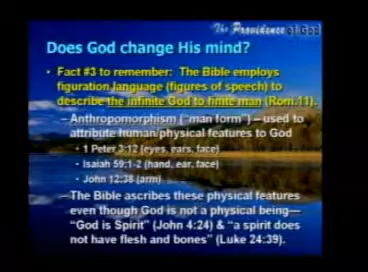 The Providence of God
Does God change His mind?
• Fact #3 to remember: The Bible employs
figuration language (figures of speech) to
describe the infinite God to finite man (Rom.11).
– Anthropomorphism ("man form") – used to
attribute human/physical features to God
• 1 Peter 3:12 (eyes, ears, face)
• Isaiah 59:1-2 (hand, ear, face)
• John 12:38 (arm)
– The Bible ascribes these physical features
even though God is not a physical being—
"God is Spirit" (John 4:24) & "a spirit does
not have flesh and bones" (Luke 24:39).